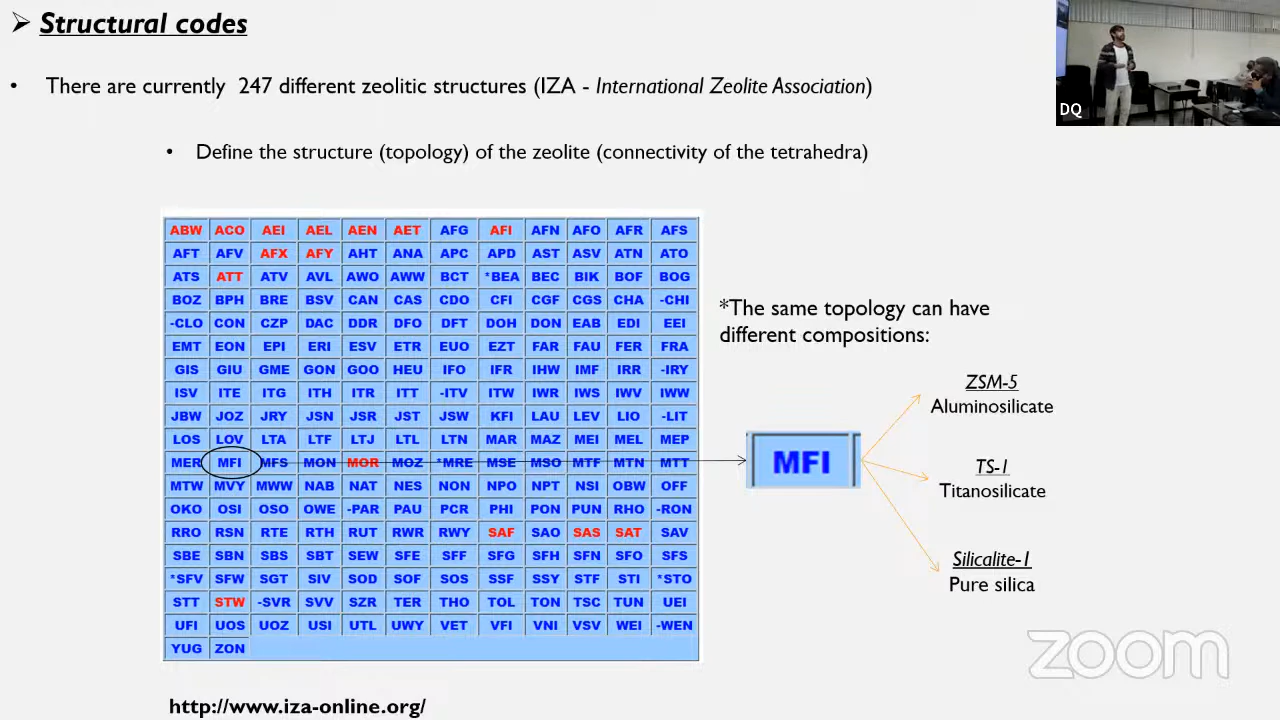 ➢ Structural codes
• There are currently 247 different zeolitic structures (IZA - International Zeolite Association)
• Define the structure (topology) of the zeolite (connectivity of the tetrahedra)
DQ
ABW ACO AEI AEL AEN AET AFG AFI AFN AFO AFR AFS
AFT AFV AFX AFY AHT ANA APC APD AST ASV ATN ATO
ATS ATT ATV AVL AWO AWW BCT *BEA BEC BIK BOF BOG
BOZ BPH BRE BSV CAN CAS CDO CFI CGF CGS CHA -CHI
-CLO CON CZP DAC DDR DFO DFT DOH DON EAB EDI EEI
EMT EON EPI ERI ESV ETR EUO EZT FAR FAU FER FRA
GIS GIU GME GON GOO HEU IFO IFR IHW IMF IRR -IRY
ISV ITE ITG ITH ITR ITT -ITV ITW IWR IWS IWV IWW
JBW JOZ JRY JSN JSR JST JSW KFI LAU LEV LIO -LIT
LOS LOV LTA LTF LTJ LTL LTN MAR MAZ MEI MEL MEP
MER MFI MFS MON MOR MOZ *MRE MSE MSO MTF MTN MTT
MTW MVY MWW NAB NAT NES NON NPO NPT NSI OBW OFF
OKO OSI OSO OWE -PAR PAU PCR PHI PON PUN RHO -RON
RRO RSN RTE RTH RUT RWR RWY SAF SAO SAS SAT SAV
SBE SBN SBS SBT SEW SFE SFF SFG SFH SFN SFO SFS
*SFV SFW SGT SIV SOD SOF SOS SSF SSY STF STI *STO
STT STW -SVR SVV SZR TER THO TOL TON TSC TUN UEI
UFI UOS UOZ USI UTL UWY VET VFI VNI VSV WEI -WEN
YUG ZON
*The same topology can have
different compositions:
MFI
ZSM-5
Aluminosilicate
TS-1
Titanosilicate
Silicalite-1
Pure silica
http://www.iza-online.org/
zoom